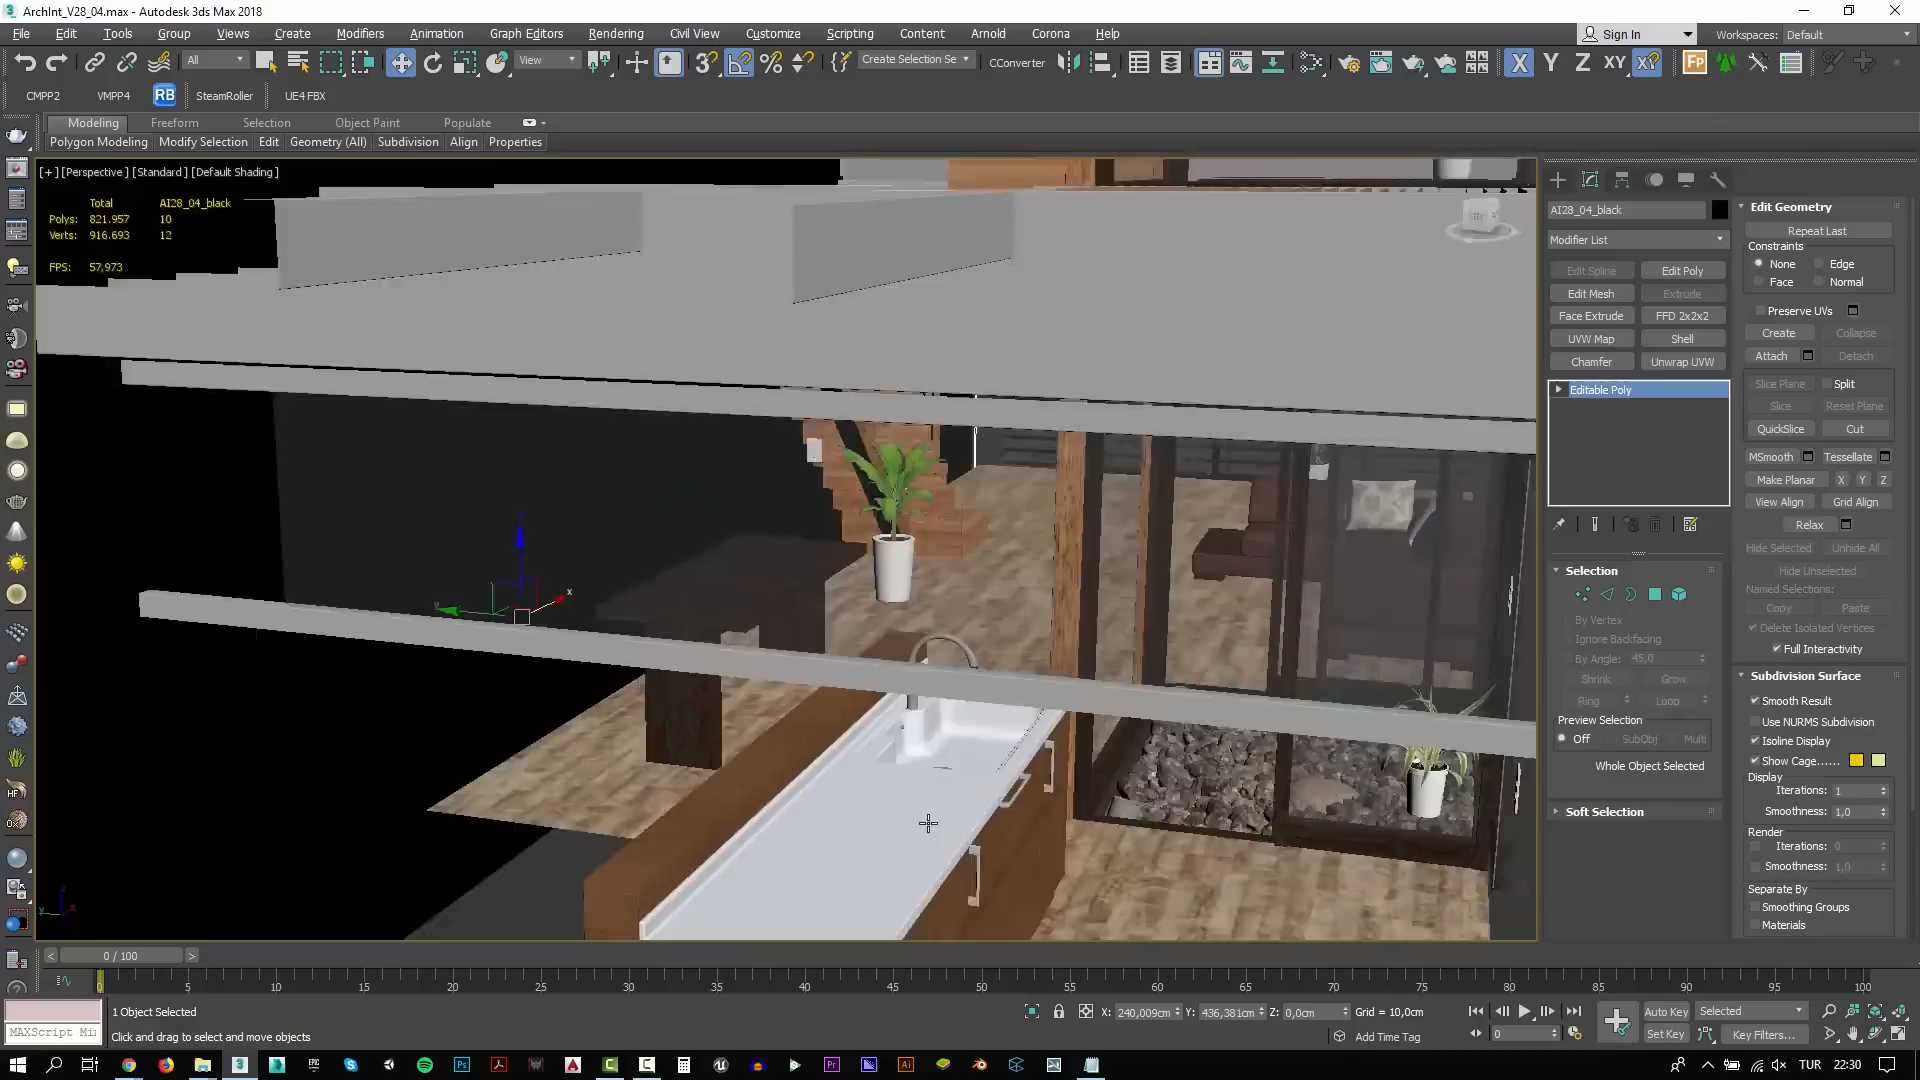 ArchInt_V28_04.max - Autodesk 3ds Max 2018
File Edit Tools Group Views Create Modifiers Animation Graph Editors Rendering Civil View Customize Scripting Content Arnold Corona Help
Sign In Workspaces: Default
All View Create Selection Se CConverter X Y Z XY Fp
CMPP2 VMPP4 RB SteamRoller UE4 FBX
Modeling Freeform Selection Object Paint Populate
Polygon Modeling Modify Selection Edit Geometry (All) Subdivision Align Properties
[+] [Perspective] [Standard] [Default Shading]
Total AI28_04_black
Polys: 821.957 10
Verts: 916.693 12
FPS: 57,973
AI28_04_black
Modifier List
Edit Spline Edit Poly
Edit Mesh Extrude
Face Extrude FFD 2x2x2
UVW Map Shell
Chamfer Unwrap UVW
Editable Poly
Selection
By Vertex
Ignore Backfacing
By Angle: 45,0
Shrink Grow
Ring Loop
Preview Selection
Off SubObj Multi
Whole Object Selected
Soft Selection
Edit Geometry
Repeat Last
Constraints
None Edge
Face Normal
Preserve UVs
Create Collapse
Attach Detach
Slice Plane Split
Slice Reset Plane
QuickSlice Cut
MSmooth Tessellate
Make Planar X Y Z
View Align Grid Align
Relax
Hide Selected Unhide All
Hide Unselected
Named Selections:
Copy Paste
Delete Isolated Vertices
Full Interactivity
Subdivision Surface
Smooth Result
Use NURMS Subdivision
Isoline Display
Show Cage......
Display
Iterations: 1
Smoothness: 1,0
Render
Iterations: 0
Smoothness: 1,0
Separate By
Smoothing Groups
Materials
x
< 0 / 100 >
0 5 10 15 20 25 30 35 40 45 50 55 60 65 70 75 80 85 90 95 100
1 Object Selected X: 240,009cm Y: 436,381cm Z: 0,0cm Grid = 10,0cm Auto Key Selected
MAXScript Mi Click and drag to select and move objects Add Time Tag 0 Set Key Key Filters...
TUR 22:30